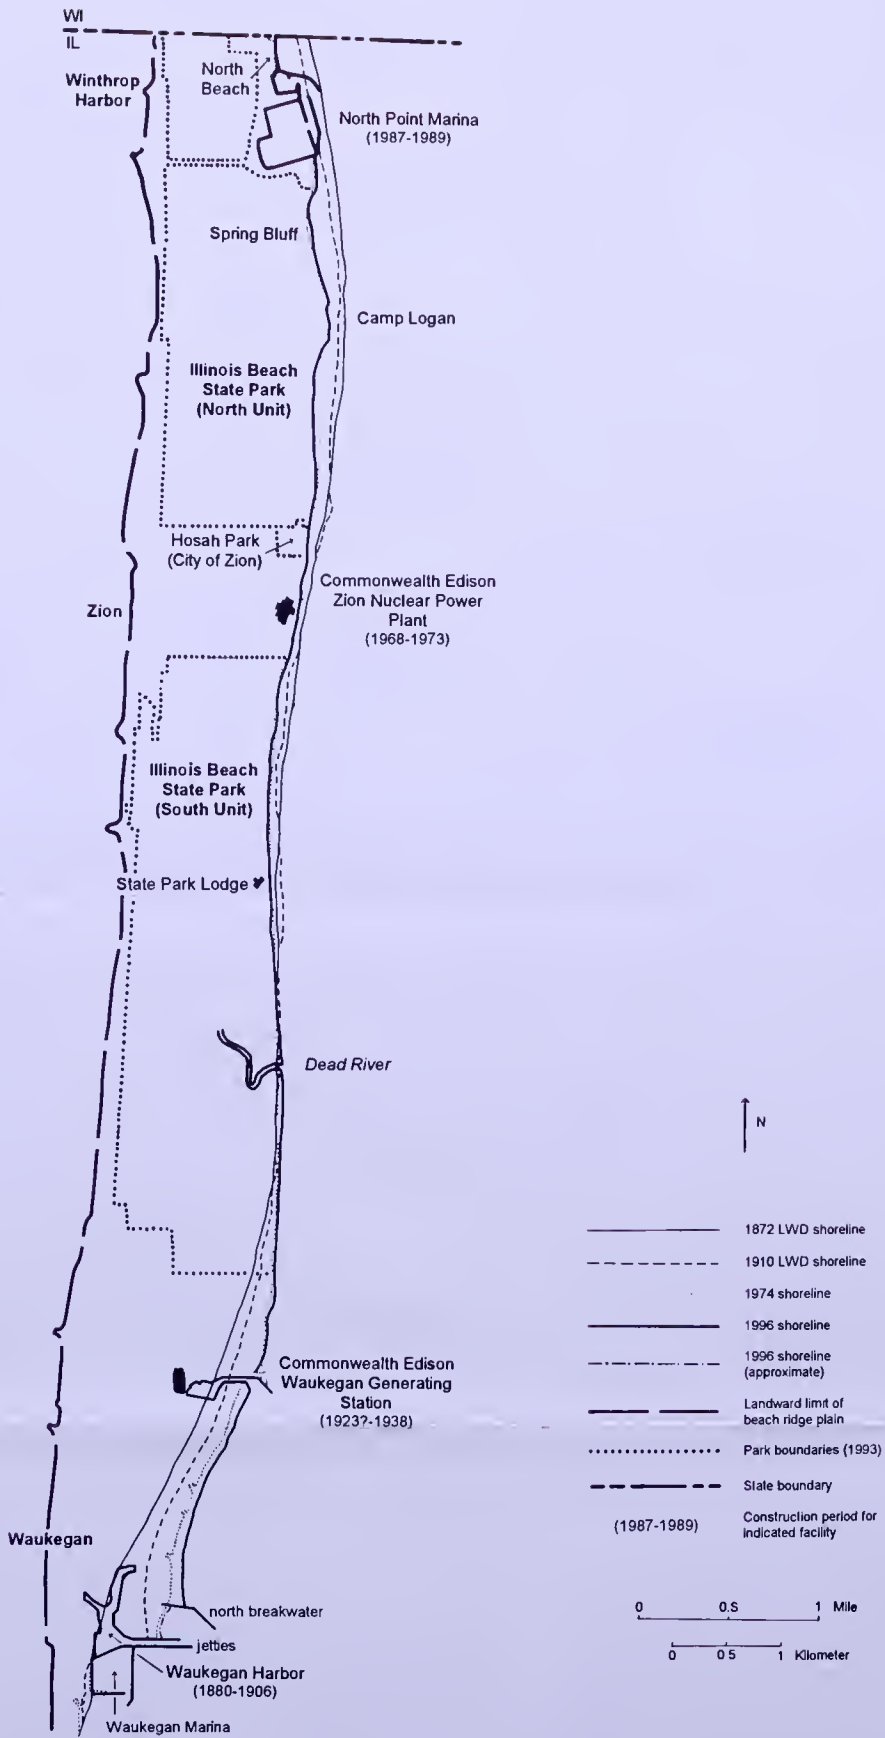 WI
IL
Winthrop
Harbor
North
Beach
North Point Marina
(1987-1989)
Spring Bluff
Camp Logan
Illinois Beach
State Park
(North Unit)
Hosah Park
(City of Zion)
Commonwealth Edison
Zion Nuclear Power
Plant
(1968-1973)
Zion
Illinois Beach
State Park
(South Unit)
State Park Lodge
Dead River
N
1872 LWD shoreline
1910 LWD shoreline
1974 shoreline
1996 shoreline
1996 shoreline
(approximate)
Landward limit of
beach ridge plain
Park boundaries (1993)
State boundary
(1987-1989)
Construction period for
indicated facility
Commonwealth Edison
Waukegan Generating
Station
(1923?-1938)
Waukegan
north breakwater
jetties
Waukegan Harbor
(1880-1906)
Waukegan Marina
0 0.5 1 Mile
0 0 5 1 Kilometer